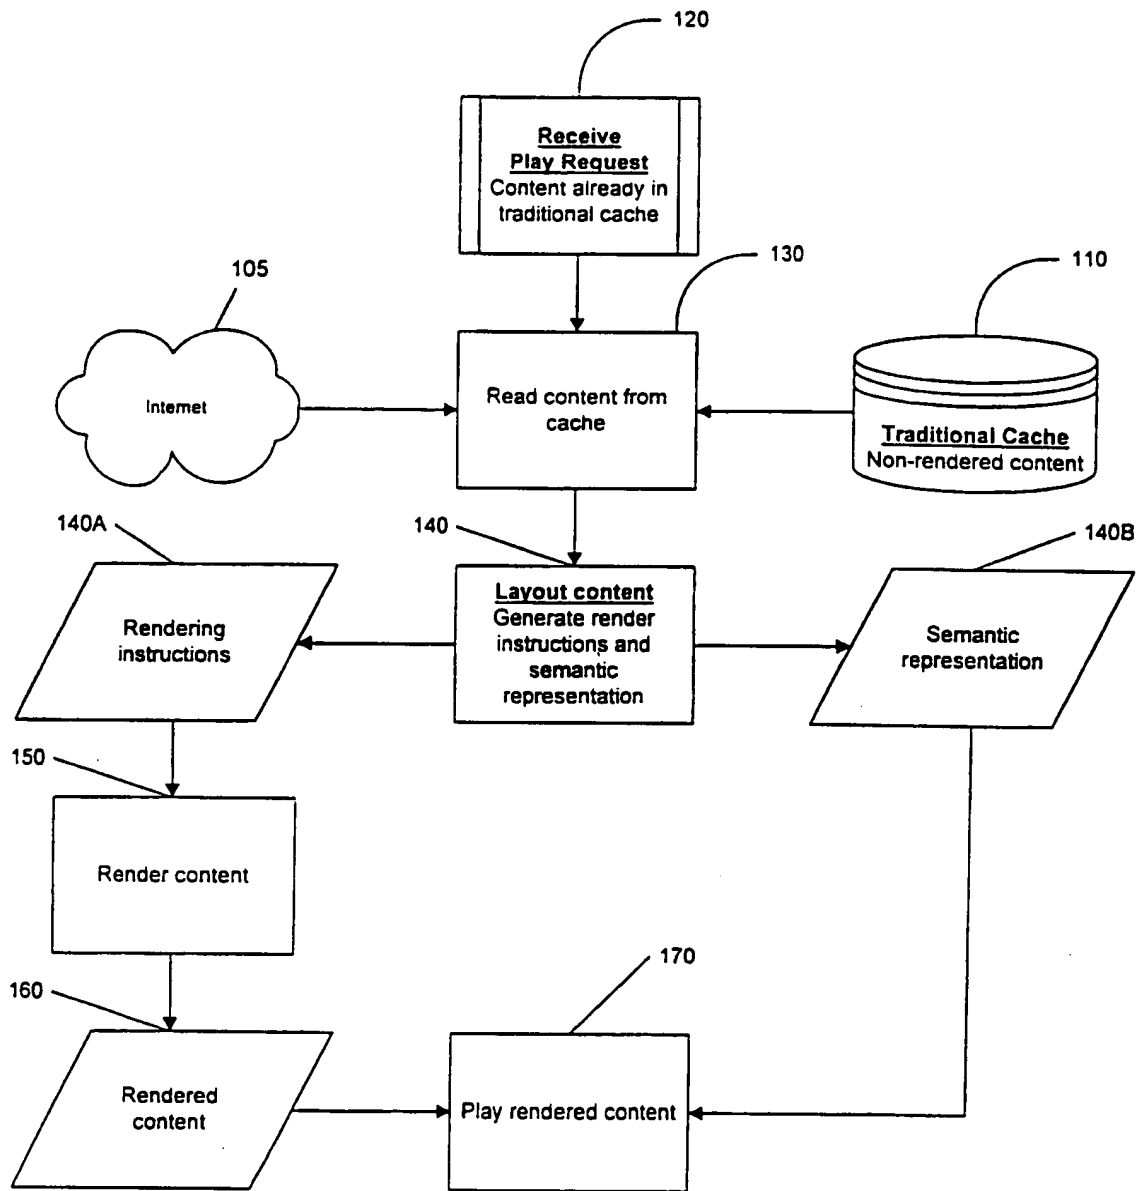 120
Receive
Play Request
Content already in
traditional cache
130
110
105
Internet
Read content from
cache
Traditional Cache
Non-rendered content
140A
140
140B
Rendering
instructions
Layout content
Generate render
instructions and
semantic
representation
Semantic
representation
150
Render content
160
170
Rendered
content
Play rendered content